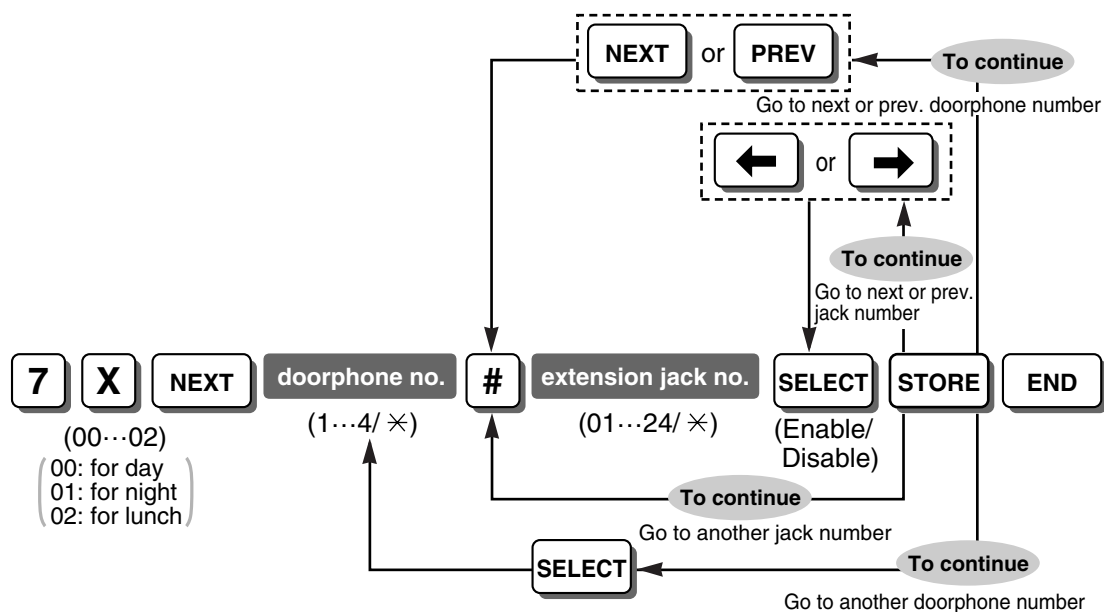 NEXT or PREV
To continue
Go to next or prev. doorphone number
or
To continue
Go to next or prev.
jack number
7 X NEXT doorphone no. # extension jack no. SELECT STORE END
(00···02)
00: for day
01: for night
02: for lunch
(1···4/ ✳)
(01···24/ ✳)
(Enable/
Disable)
To continue
Go to another jack number
SELECT
To continue
Go to another doorphone number